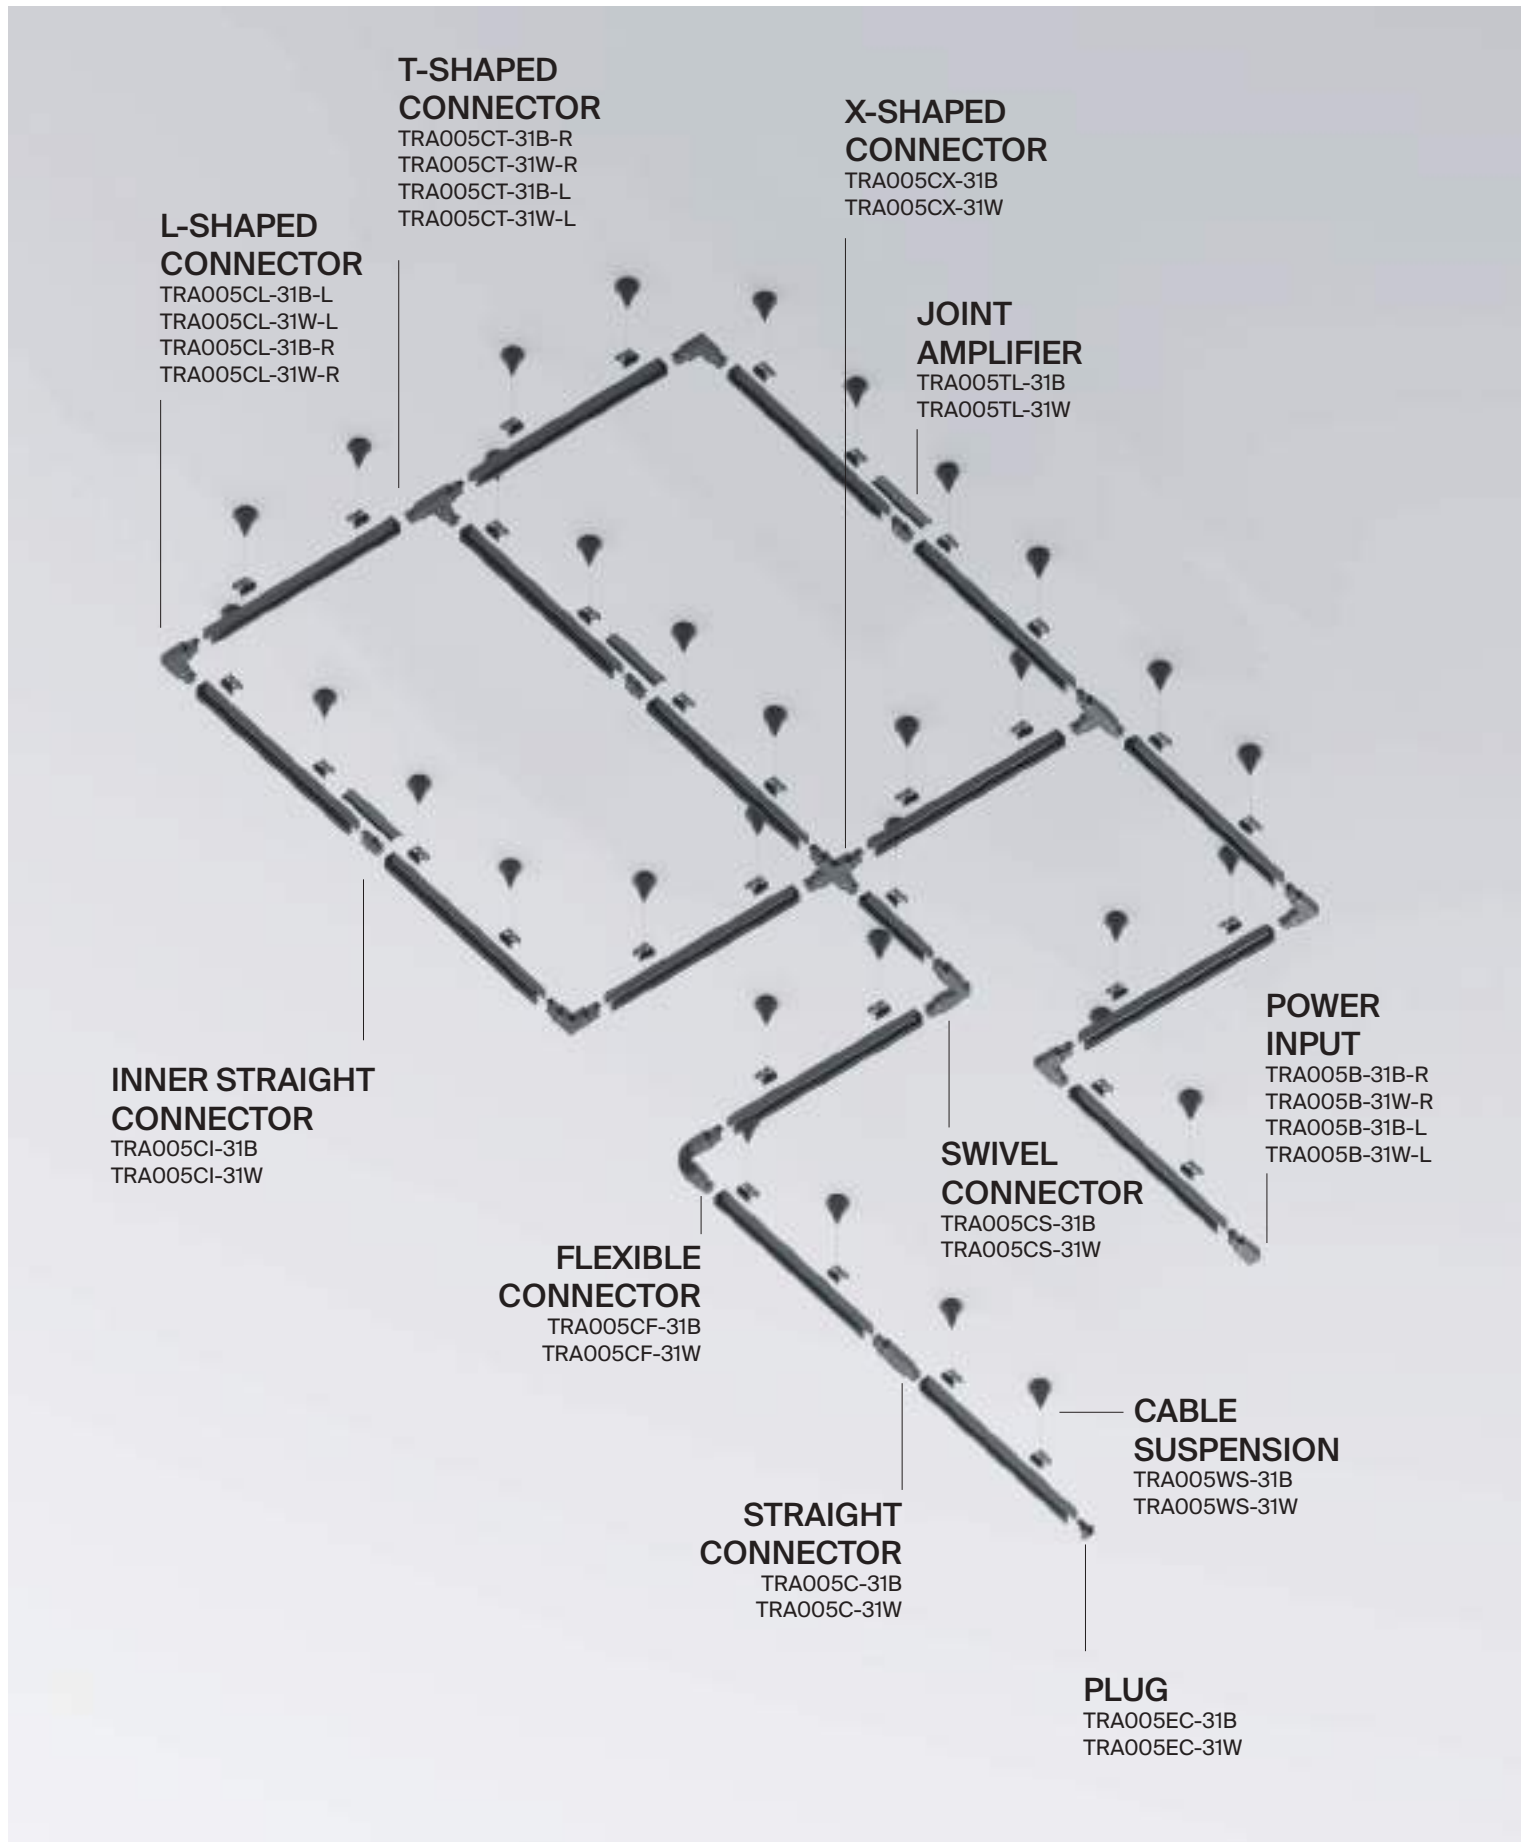 T-SHAPED
CONNECTOR
TRA005CT-31B-R
TRA005CT-31W-R
TRA005CT-31B-L
TRA005CT-31W-L
X-SHAPED
CONNECTOR
TRA005CX-31B
TRA005CX-31W
L-SHAPED
CONNECTOR
TRA005CL-31B-L
TRA005CL-31W-L
TRA005CL-31B-R
TRA005CL-31W-R
JOINT
AMPLIFIER
TRA005TL-31B
TRA005TL-31W
POWER
INPUT
TRA005B-31B-R
TRA005B-31W-R
TRA005B-31B-L
TRA005B-31W-L
INNER STRAIGHT
CONNECTOR
TRA005CI-31B
TRA005CI-31W
SWIVEL
CONNECTOR
TRA005CS-31B
TRA005CS-31W
FLEXIBLE
CONNECTOR
TRA005CF-31B
TRA005CF-31W
CABLE
SUSPENSION
TRA005WS-31B
TRA005WS-31W
STRAIGHT
CONNECTOR
TRA005C-31B
TRA005C-31W
PLUG
TRA005EC-31B
TRA005EC-31W